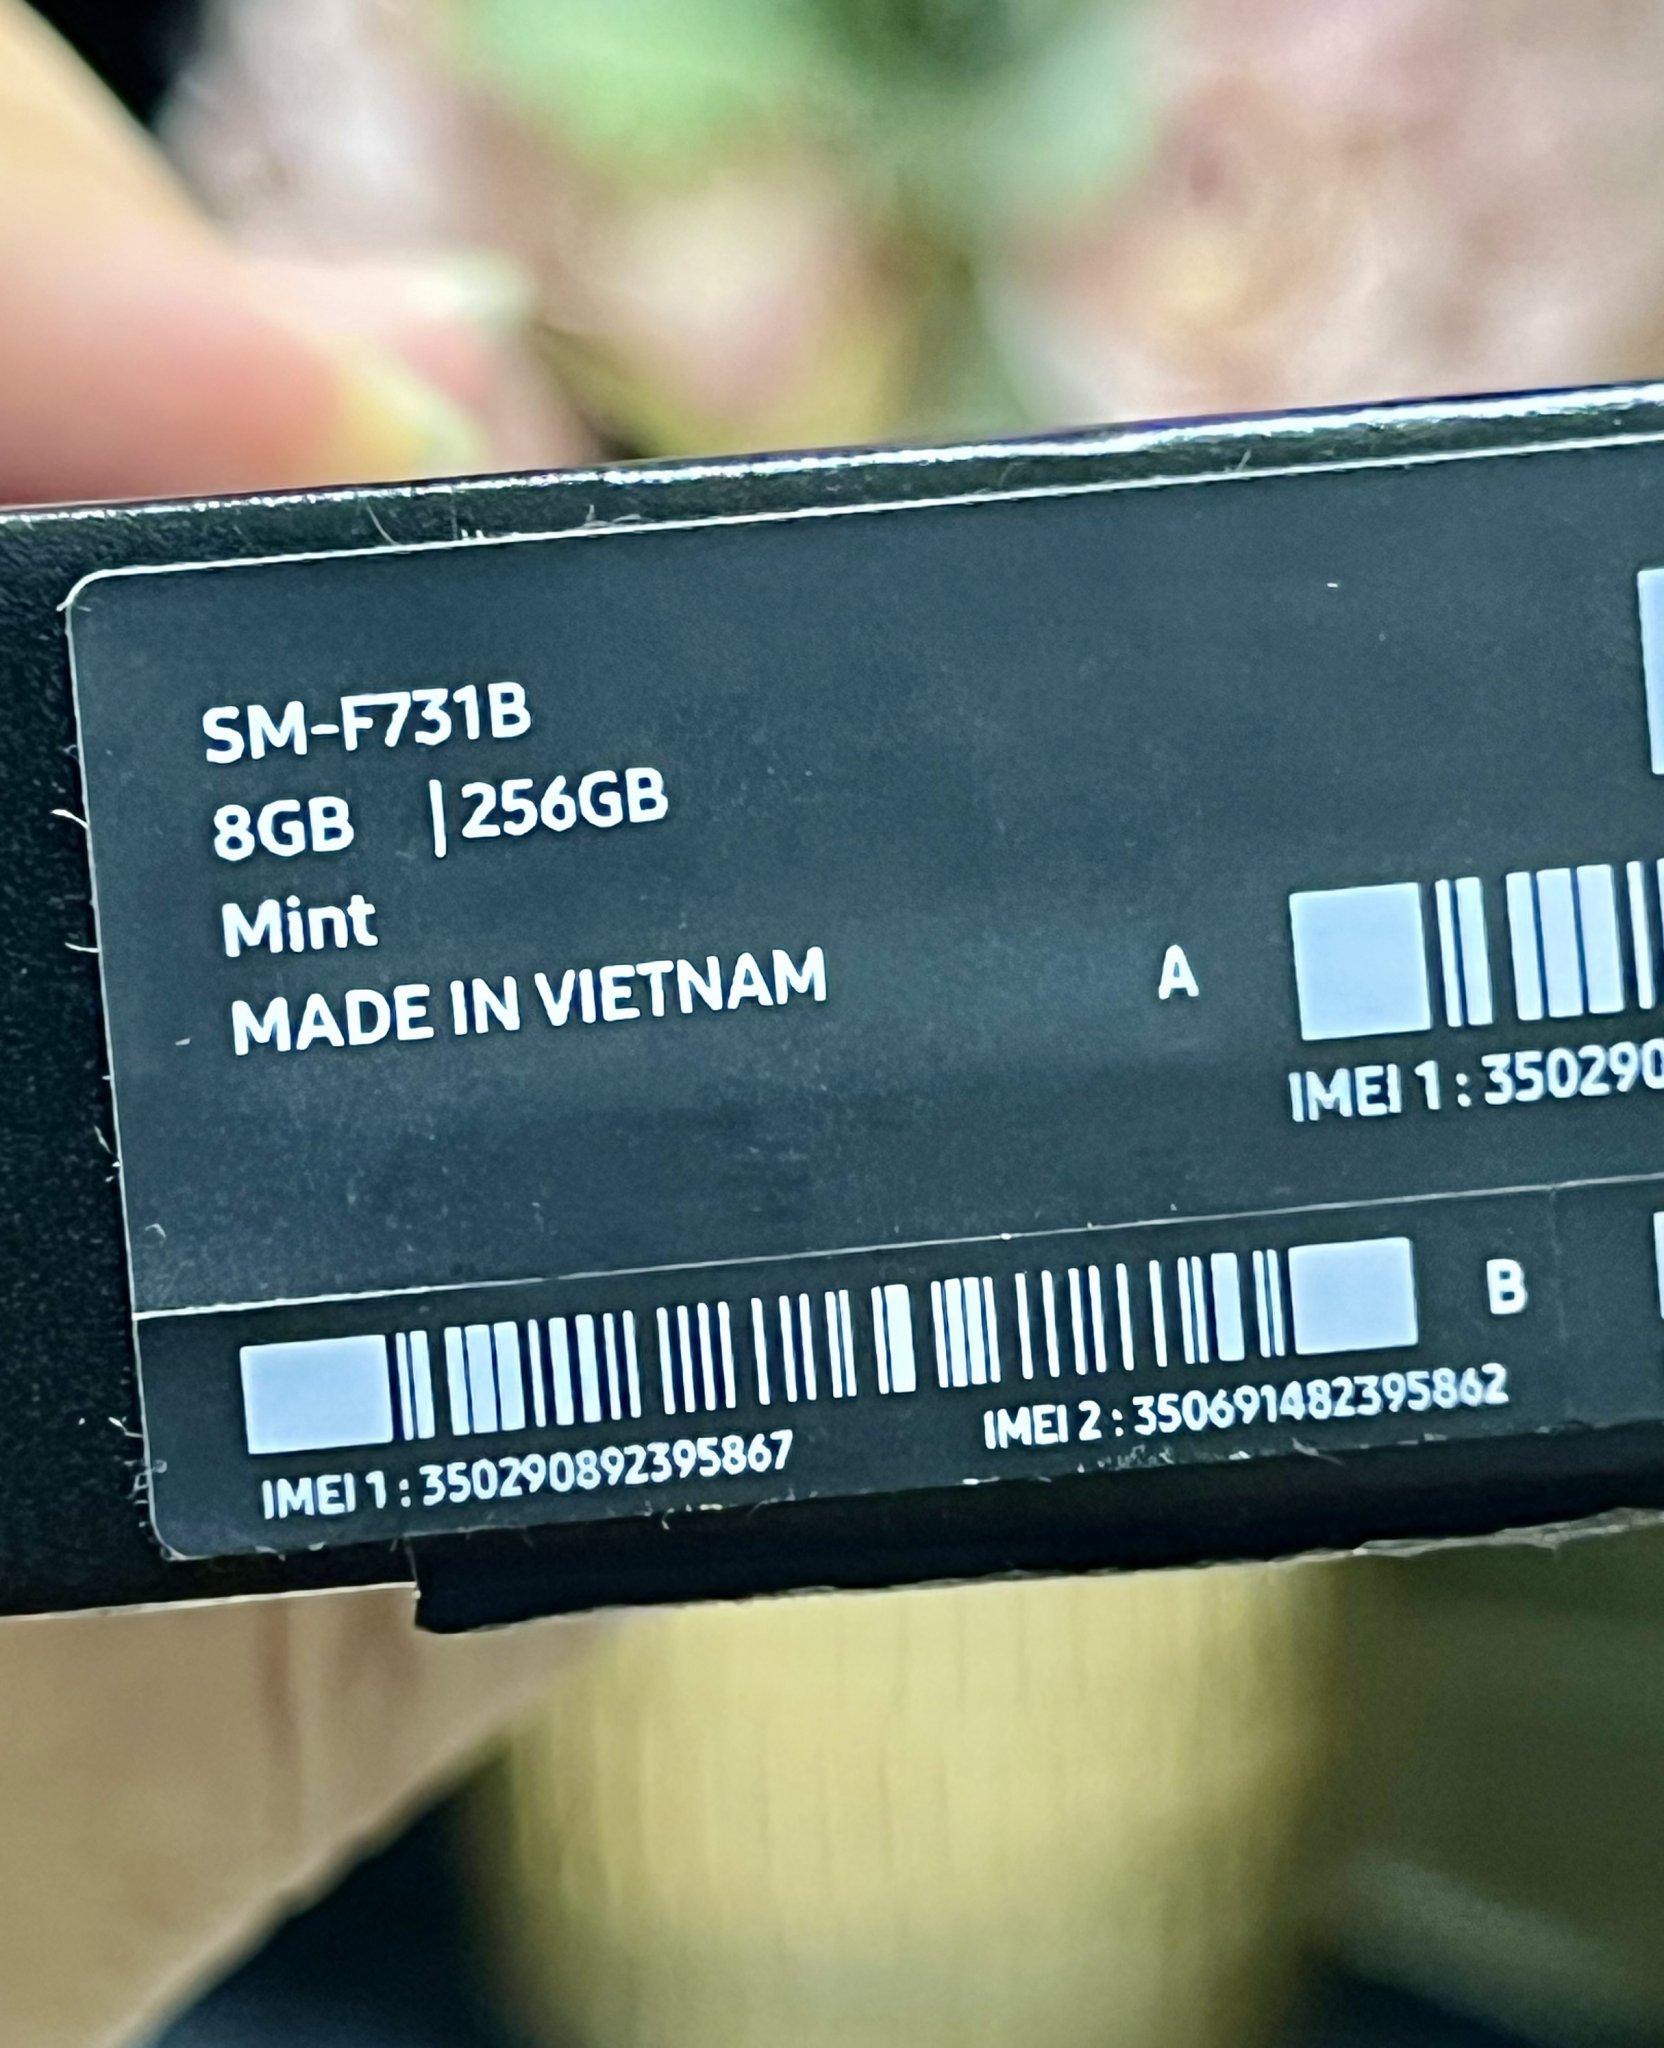 SM-F731B
8GB | 256GB
Mint
MADE IN VIETNAM
A
IMEI 1 : 350290
B
IMEI 1 : 350290892395867
IMEI 2 : 350691482395862